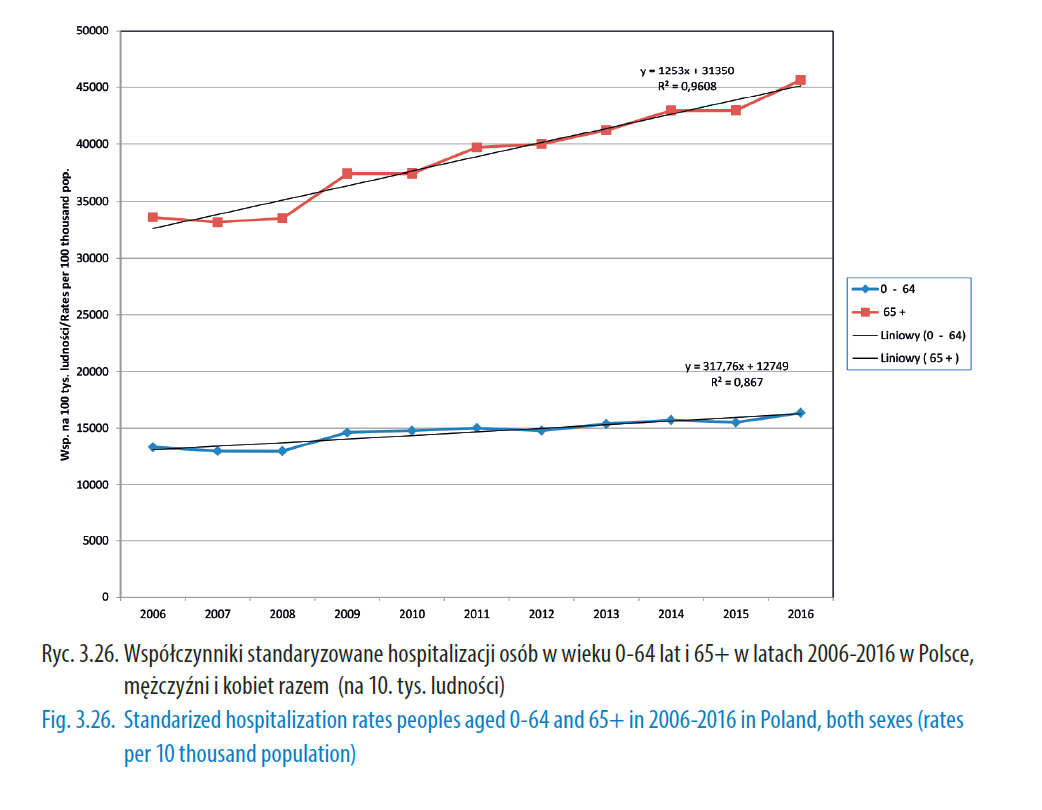 50000
45000
40000
35000
30000
25000
20000
15000
10000
5000
0
Wsp. na 100 tys. ludności/Rates per 100 thousand pop.
y = 1253x + 31350
R² = 0,9608
y = 317,76x + 12749
R² = 0,867
2006 2007 2008 2009 2010 2011 2012 2013 2014 2015 2016
0 - 64
65 +
Liniowy (0 - 64)
Liniowy ( 65 + )
Ryc. 3.26. Współczynniki standaryzowane hospitalizacji osób w wieku 0-64 lat i 65+ w latach 2006-2016 w Polsce,
mężczyźni i kobiet razem (na 10. tys. ludności)
Fig. 3.26. Standarized hospitalization rates peoples aged 0-64 and 65+ in 2006-2016 in Poland, both sexes (rates
per 10 thousand population)